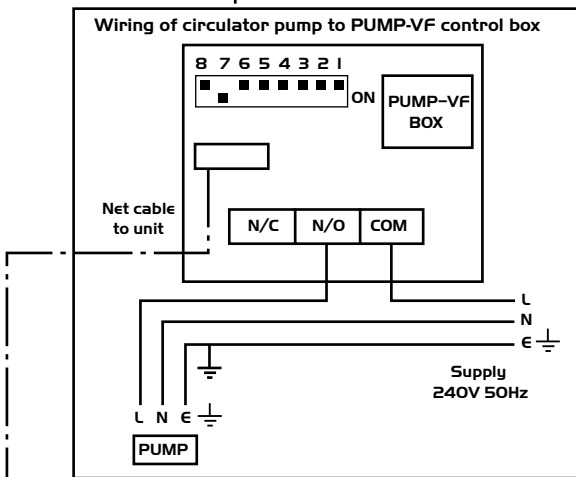 Wiring of circulator pump to PUMP-VF control box
8 7 6 5 4 3 2 1
ON
PUMP-VF
BOX
Net cable
to unit
N/C N/O COM
L
N
E
Supply
240V 50Hz
L N E
PUMP